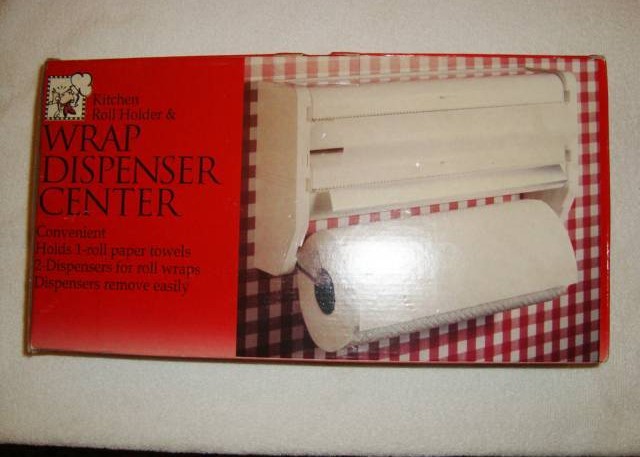 Kitchen
Roll Holder &
WRAP
DISPENSER
CENTER
Convenient
Holds 1-roll paper towels
2-Dispensers for roll wraps
Dispensers remove easily